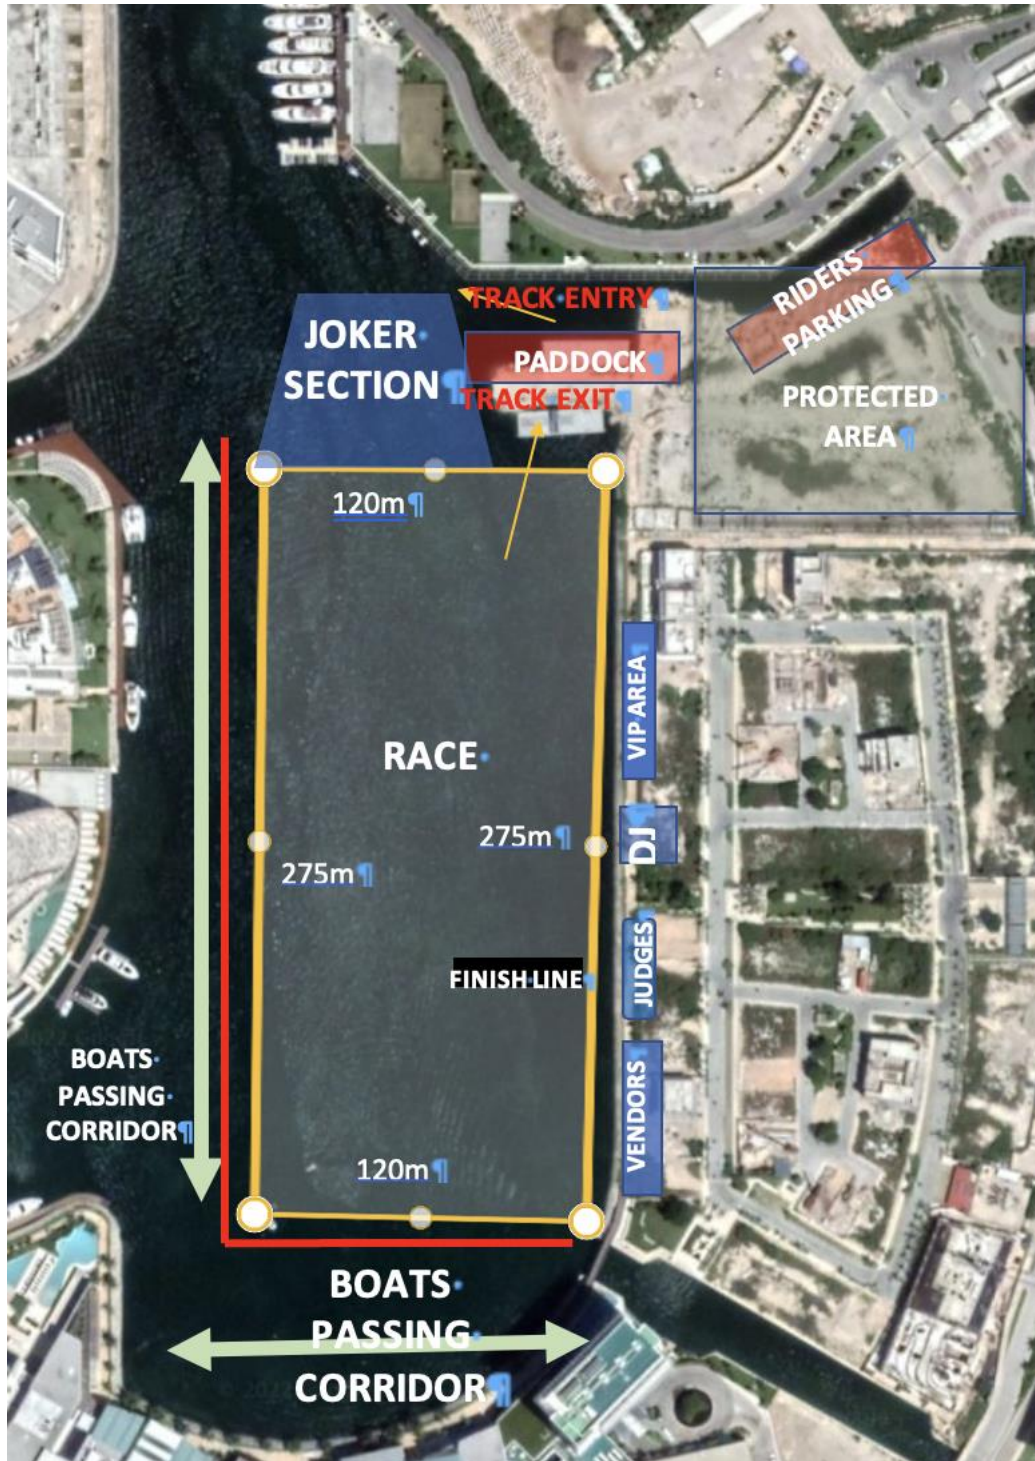 TRACK ENTRY
RIDERS
PARKING
JOKER
SECTION
PADDOCK
TRACK EXIT
PROTECTED
AREA
120m
VIP AREA
RACE
275m
DJ
275m
JUDGES
FINISH LINE
VENDORS
BOATS
PASSING
CORRIDOR
120m
BOATS
PASSING
CORRIDOR